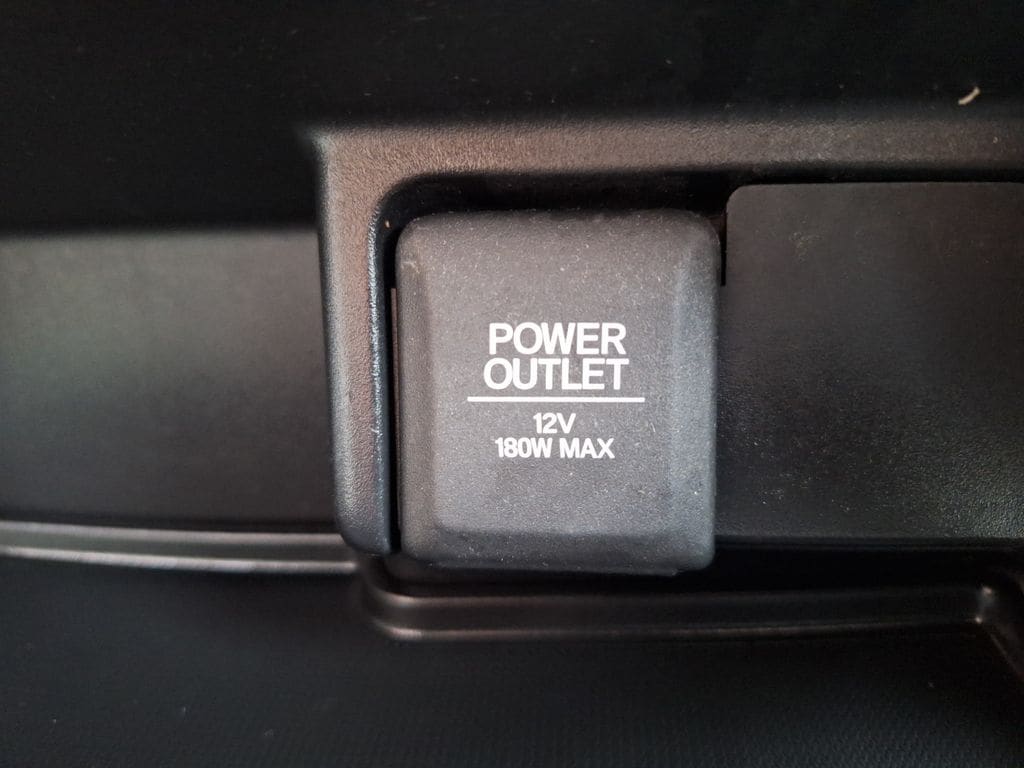 POWER
OUTLET
12V
180W MAX